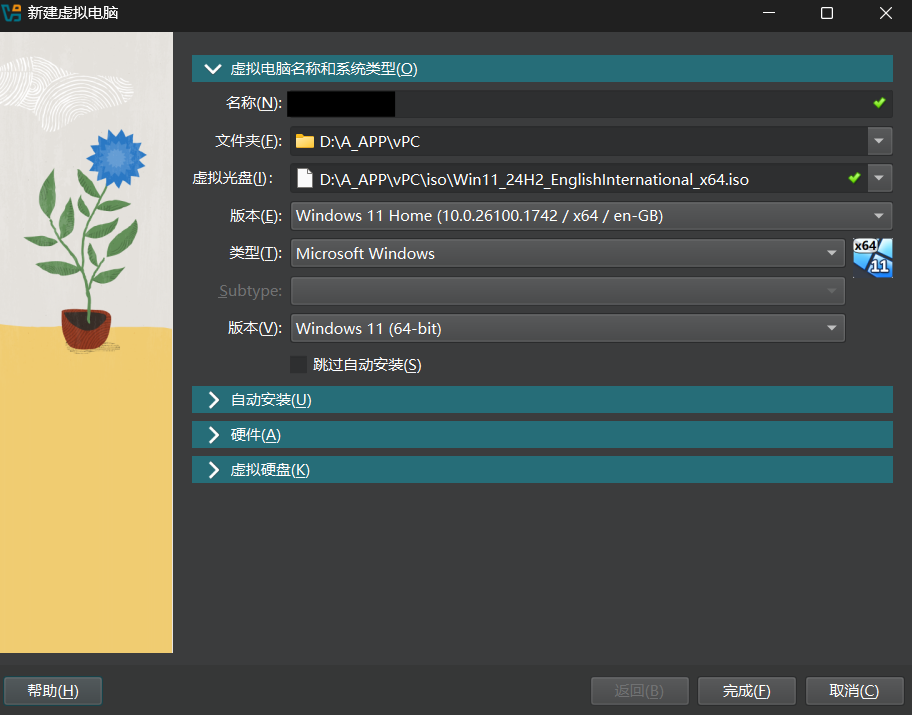 新建虚拟电脑
虚拟电脑名称和系统类型(O)
名称(N):
文件夹(F): D:\A_APP\vPC
虚拟光盘(I): D:\A_APP\vPC\iso\Win11_24H2_EnglishInternational_x64.iso
版本(E): Windows 11 Home (10.0.26100.1742 / x64 / en-GB)
类型(T): Microsoft Windows
x64
11
Subtype:
版本(V): Windows 11 (64-bit)
跳过自动安装(S)
自动安装(U)
硬件(A)
虚拟硬盘(K)
帮助(H) 返回(B) 完成(F) 取消(C)